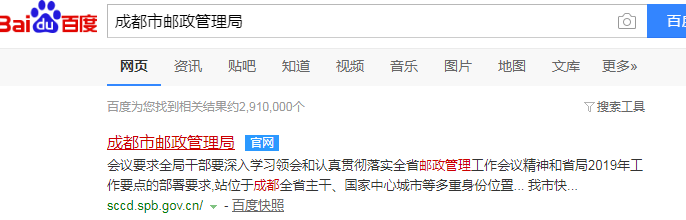 Bai du 百度 成都市邮政管理局 百度
网页 资讯 贴吧 知道 视频 音乐 图片 地图 文库 更多»
百度为您找到相关结果约2,910,000个 搜索工具
成都市邮政管理局 官网
会议要求全局干部要深入学习领会和认真贯彻落实全省邮政管理工作会议精神和省局2019年工
作要点的部署要求,站位于成都全省主干、国家中心城市等多重身份位置... 我市快...
sccd.spb.gov.cn/ - 百度快照